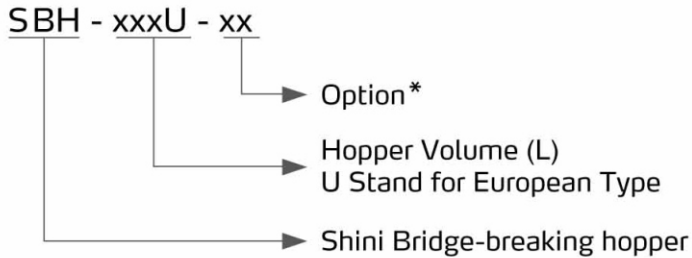 SBH - xxxU - xx
Option*
Hopper Volume (L)
U Stand for European Type
Shini Bridge-breaking hopper